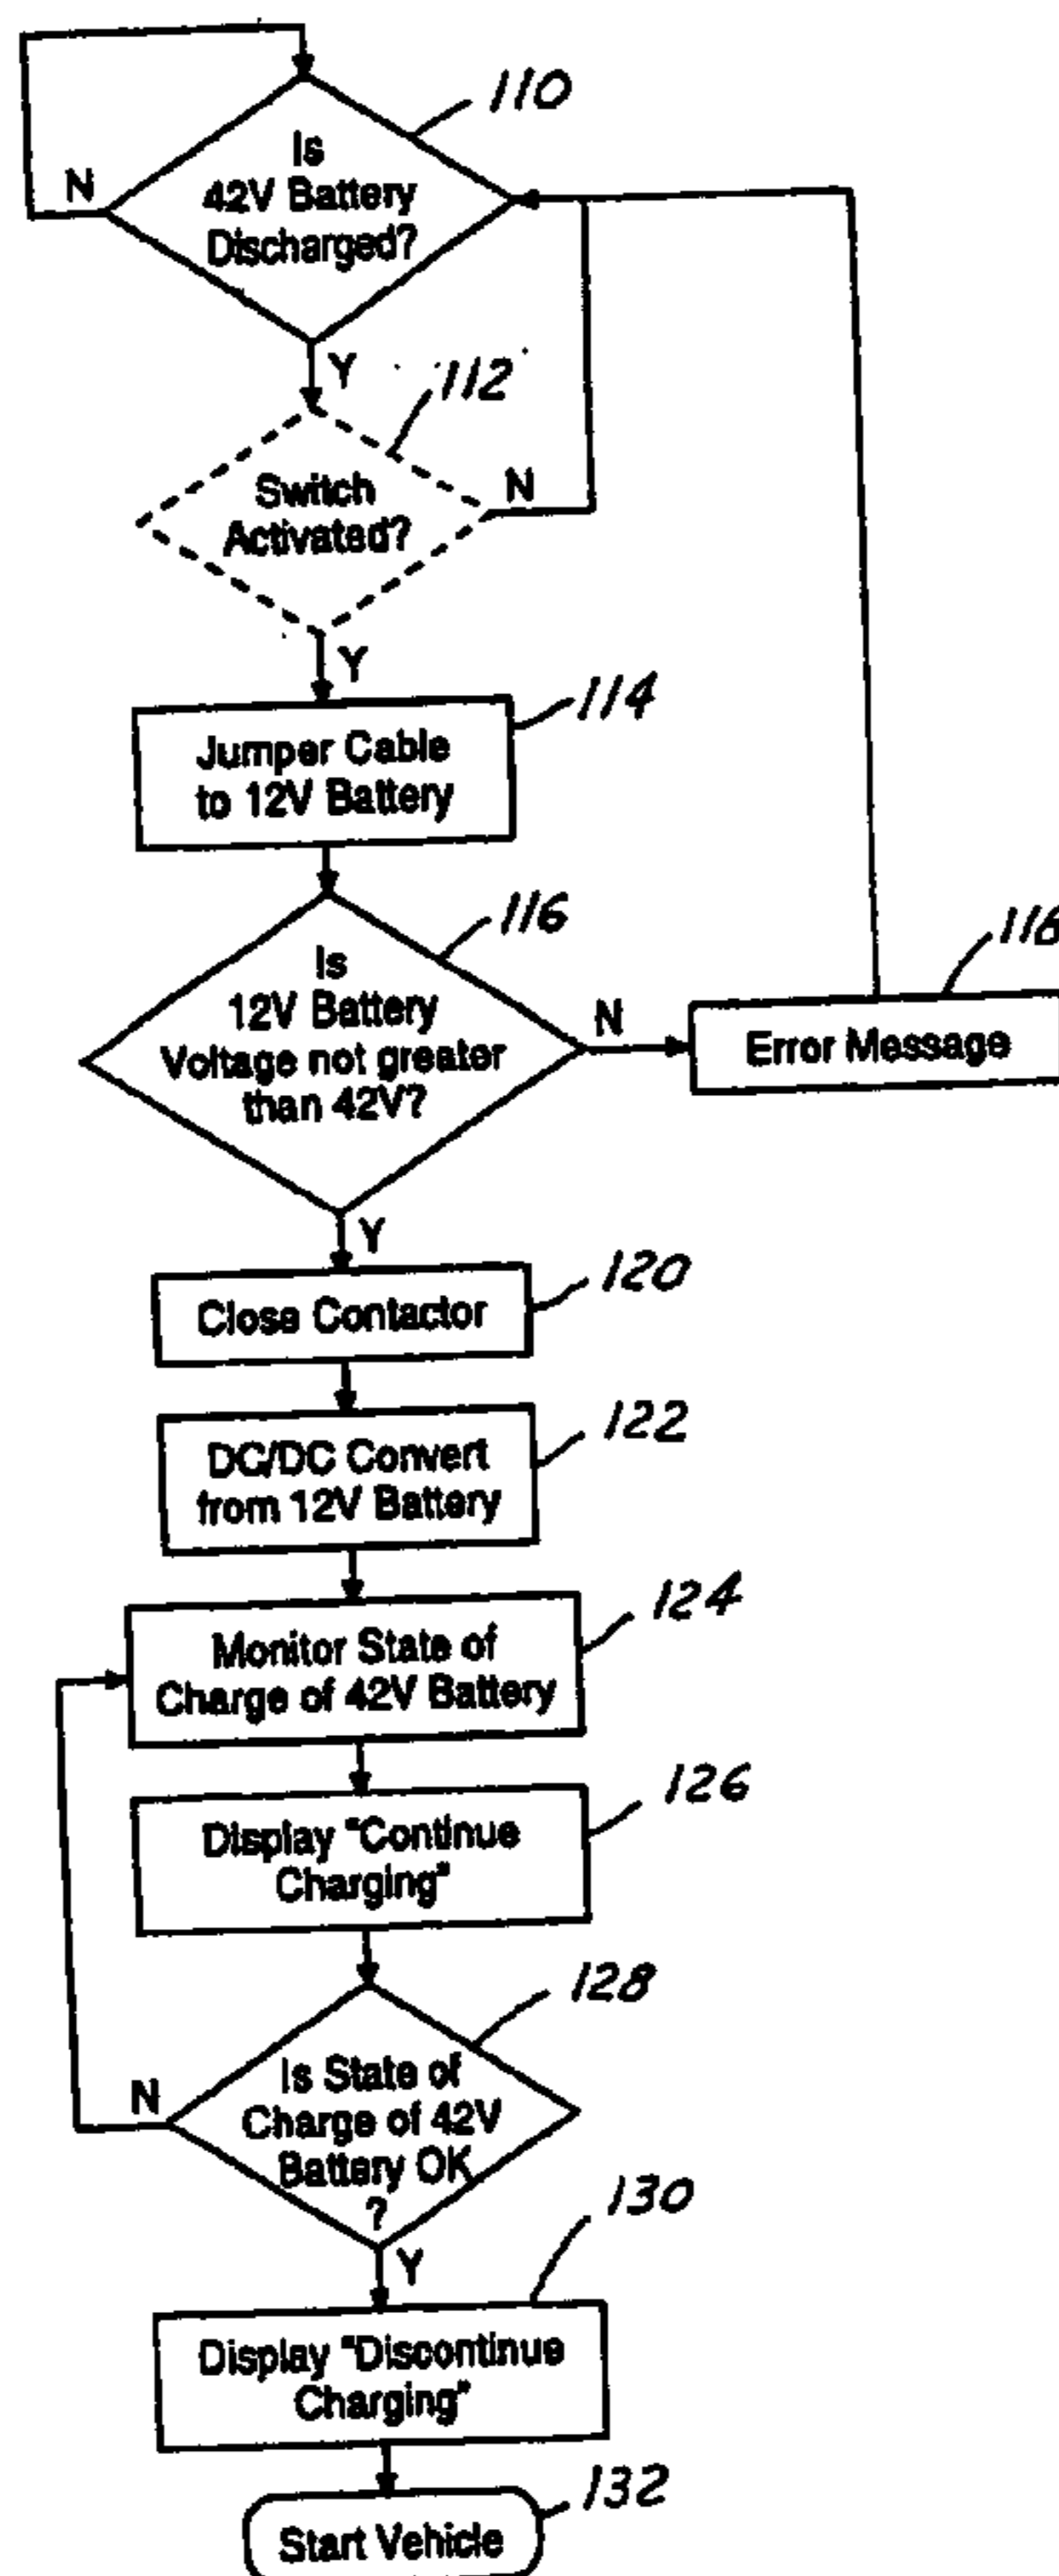 110
Is
42V Battery
Discharged?
N
Y
112
Switch
Activated?
N
Y
114
Jumper Cable
to 12V Battery
116
Is
12V Battery
Voltage not greater
than 42V?
N
118
Error Message
Y
120
Close Contactor
122
DC/DC Convert
from 12V Battery
124
Monitor State of
Charge of 42V Battery
126
Display "Continue
Charging"
128
Is State of
Charge of 42V
Battery OK
?
N
Y
130
Display "Discontinue
Charging"
132
Start Vehicle